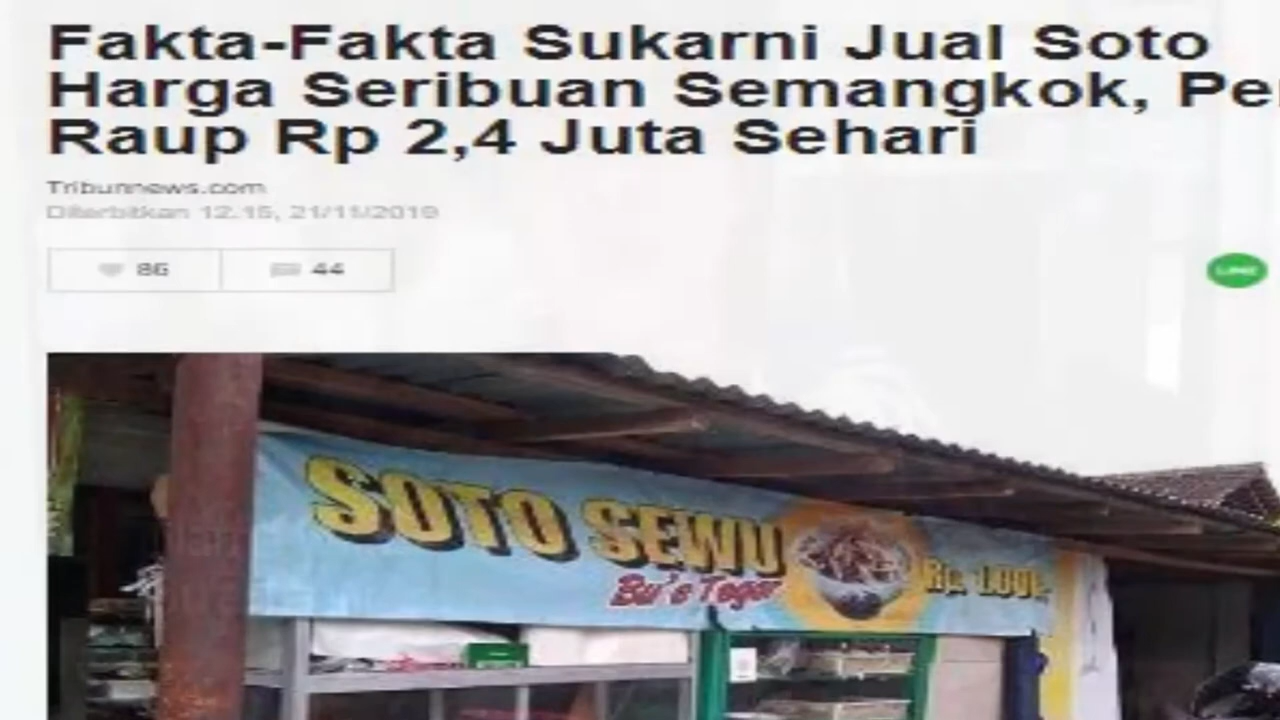 Fakta-Fakta Sukarni Jual Soto
Harga Seribuan Semangkok,
Raup Rp 2,4 Juta Sehari
Tribunnews.com
Diterbitkan 12.15, 21/11/2019
86
44
LINE
SOTO SEWU
Bu'e Tegar